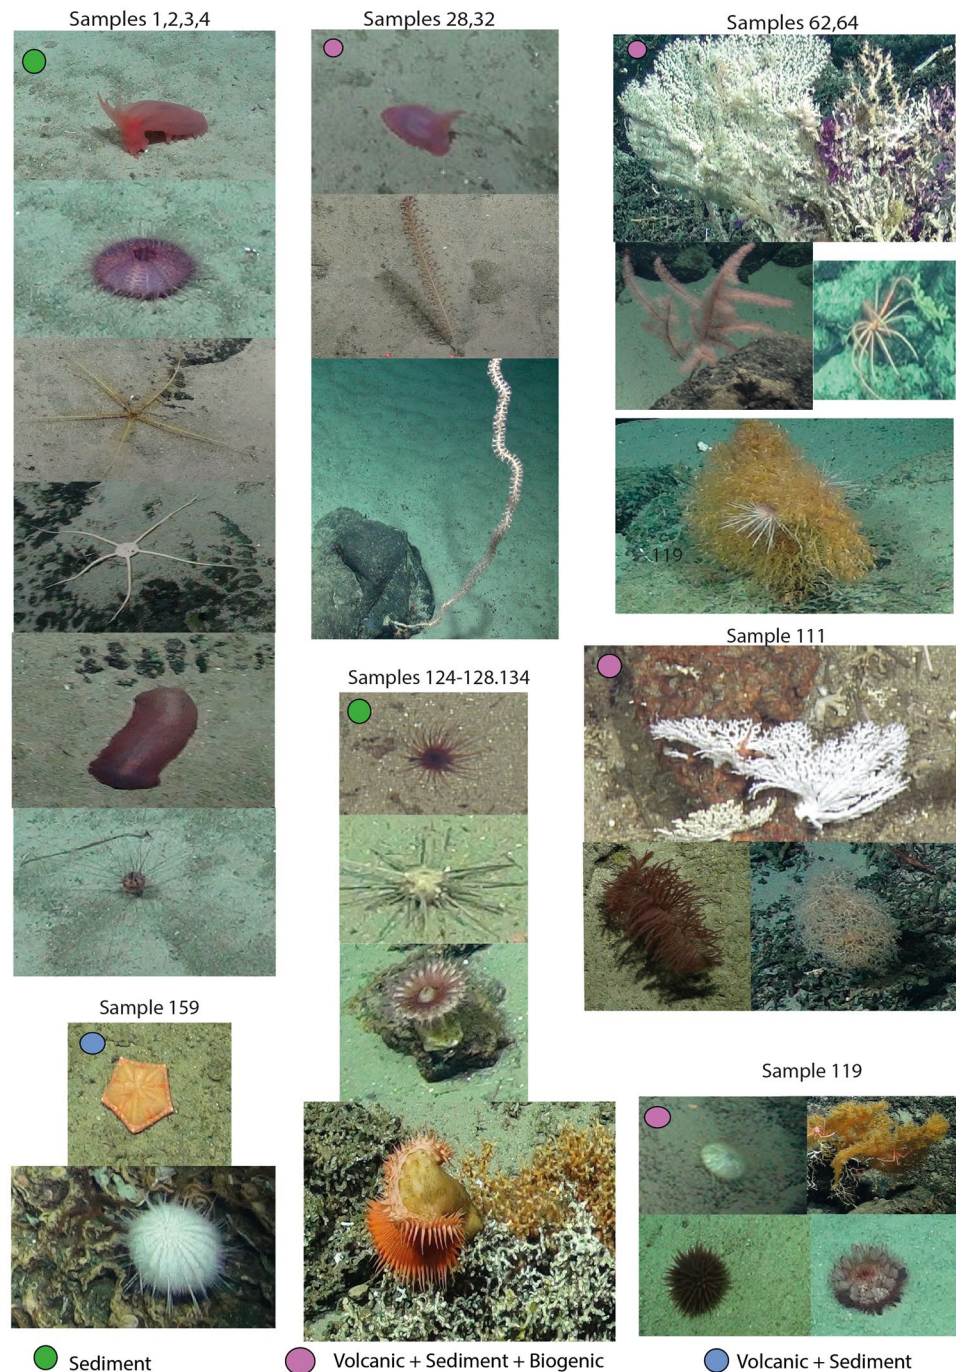 Samples 1,2,3,4
Samples 28,32
Samples 62,64
119
Sample 111
Samples 124-128.134
Sample 159
Sample 119
Sediment
Volcanic + Sediment + Biogenic
Volcanic + Sediment